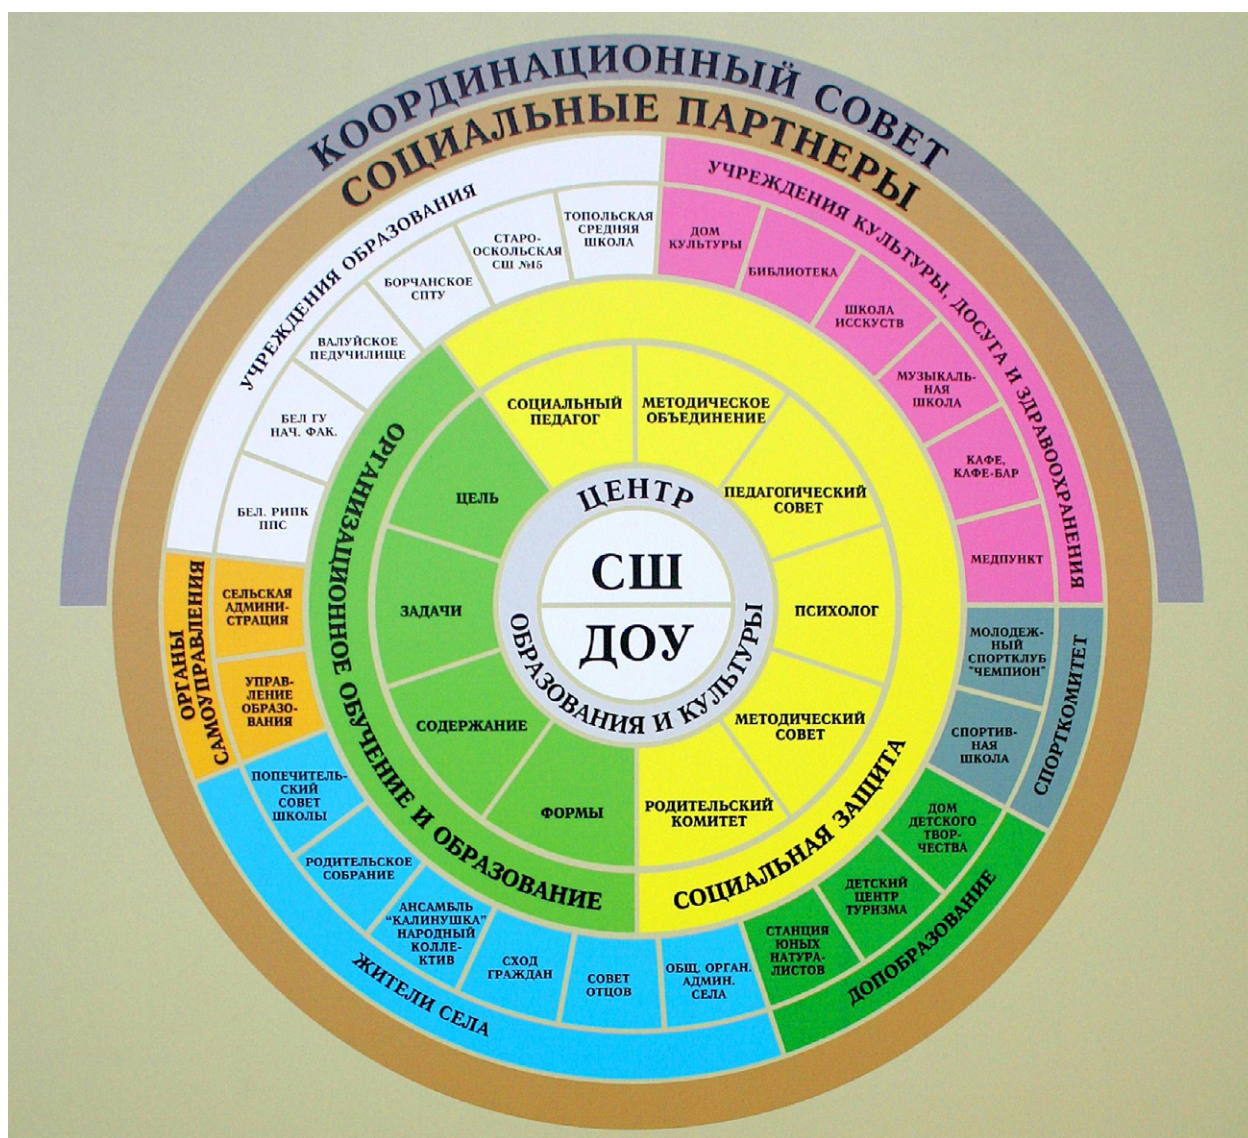 КООРДИНАЦИОННЫЙ СОВЕТ
СОЦИАЛЬНЫЕ ПАРТНЕРЫ
УЧРЕЖДЕНИЯ ОБРАЗОВАНИЯ
БЕЛ. РИПК
ППС
БЕЛ ГУ
НАЧ. ФАК.
ВАЛУЙСКОЕ
ПЕДУЧИЛИЩЕ
БОРЧАНСКОЕ
СПТУ
СТАРО-
ОСКОЛЬСКАЯ
СШ №15
ТОПОЛЬСКАЯ
СРЕДНЯЯ
ШКОЛА
УЧРЕЖДЕНИЯ КУЛЬТУРЫ, ДОСУГА И ЗДРАВООХРАНЕНИЯ
ДОМ
КУЛЬТУРЫ
БИБЛИОТЕКА
ШКОЛА
ИССКУСТВ
МУЗЫКАЛЬ-
НАЯ
ШКОЛА
КАФЕ,
КАФЕ-БАР
МЕДПУНКТ
СПОРТКОМИТЕТ
МОЛОДЕЖ-
НЫЙ
СПОРТКЛУБ
"ЧЕМПИОН"
СПОРТИВ-
НАЯ
ШКОЛА
ДОПОБРАЗОВАНИЕ
ДОМ
ДЕТСКОГО
ТВОР-
ЧЕСТВА
ДЕТСКИЙ
ЦЕНТР
ТУРИЗМА
СТАНЦИЯ
ЮНЫХ
НАТУРА-
ЛИСТОВ
ЖИТЕЛИ СЕЛА
ОБЩ. ОРГАН.
АДМИН.
СЕЛА
СОВЕТ
ОТЦОВ
СХОД
ГРАЖДАН
АНСАМБЛЬ
"КАЛИНУШКА"
НАРОДНЫЙ
КОЛЛЕ-
КТИВ
РОДИТЕЛЬСКОЕ
СОБРАНИЕ
ПОПЕЧИТЕЛЬ-
СКИЙ
СОВЕТ
ШКОЛЫ
ОРГАНЫ
САМОУПРАВЛЕНИЯ
УПРАВ-
ЛЕНИЕ
ОБРАЗО-
ВАНИЯ
СЕЛЬСКАЯ
АДМИНИ-
СТРАЦИЯ
ОРГАНИЗАЦИОННОЕ ОБУЧЕНИЕ И ОБРАЗОВАНИЕ
ЦЕЛЬ
ЗАДАЧИ
СОДЕРЖАНИЕ
ФОРМЫ
СОЦИАЛЬНАЯ ЗАЩИТА
СОЦИАЛЬНЫЙ
ПЕДАГОГ
МЕТОДИЧЕСКОЕ
ОБЪЕДИНЕНИЕ
ПЕДАГОГИЧЕСКИЙ
СОВЕТ
ПСИХОЛОГ
МЕТОДИЧЕСКИЙ
СОВЕТ
РОДИТЕЛЬСКИЙ
КОМИТЕТ
ЦЕНТР
ОБРАЗОВАНИЯ И КУЛЬТУРЫ
СШ
ДОУ